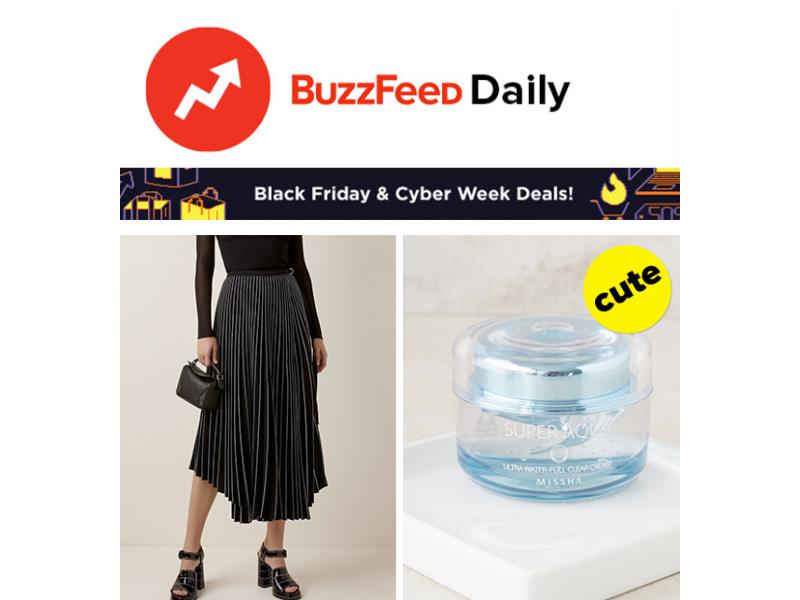 BuzzFeed Daily
Black Friday & Cyber Week Deals!
cute
SUPER AQUA
ULTRA WATER-FULL CLEAR CREAM
MISSHA